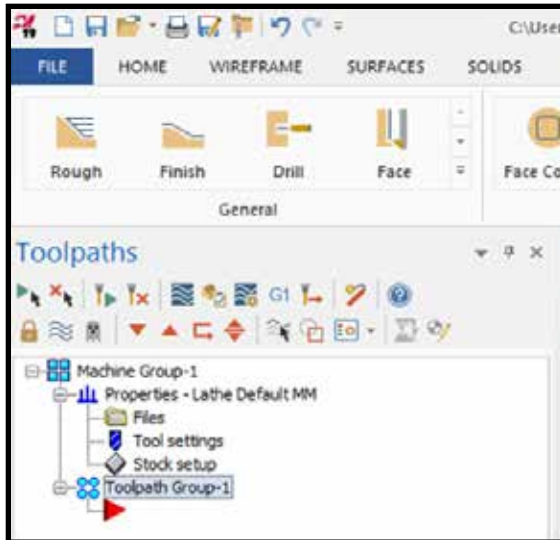 C:\User
FILE HOME WIREFRAME SURFACES SOLIDS
Rough Finish Drill Face Face Co
General
Toolpaths
G1
Machine Group-1
Properties - Lathe Default MM
Files
Tool settings
Stock setup
Toolpath Group-1